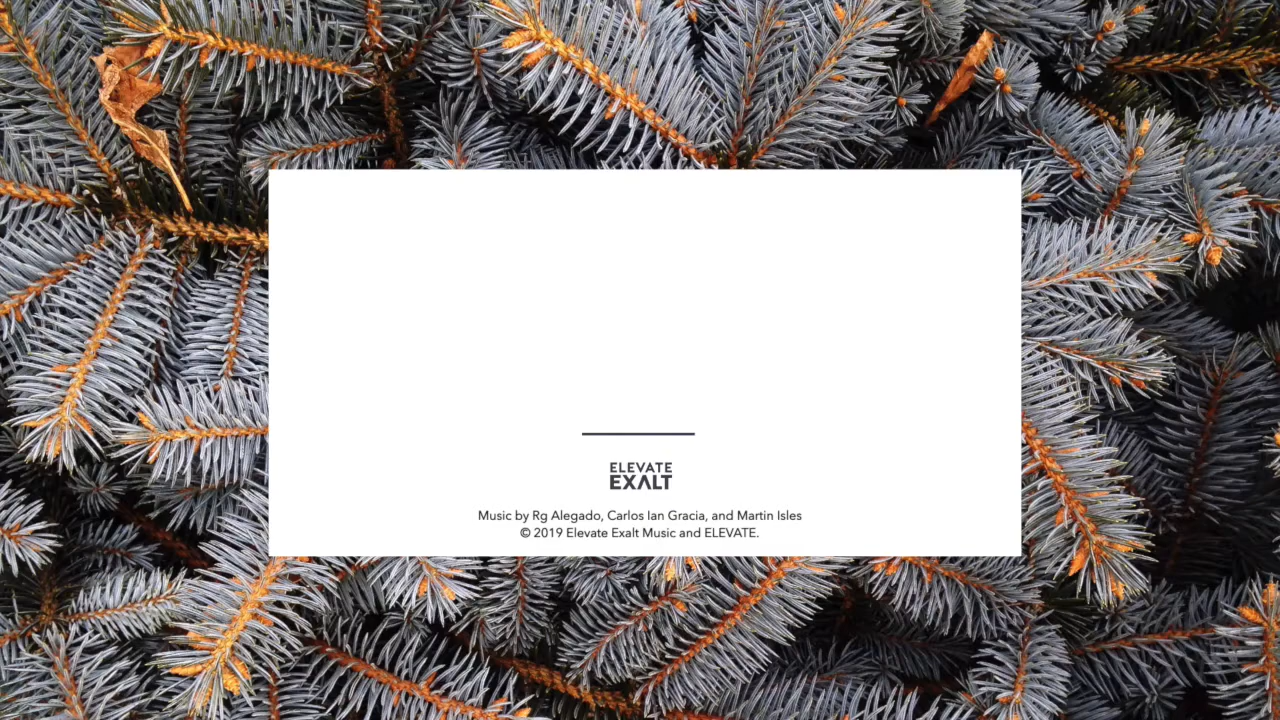 ELEVATE
EXALT
Music by Rg Alegado, Carlos Ian Gracia, and Martin Isles
© 2019 Elevate Exalt Music and ELEVATE.